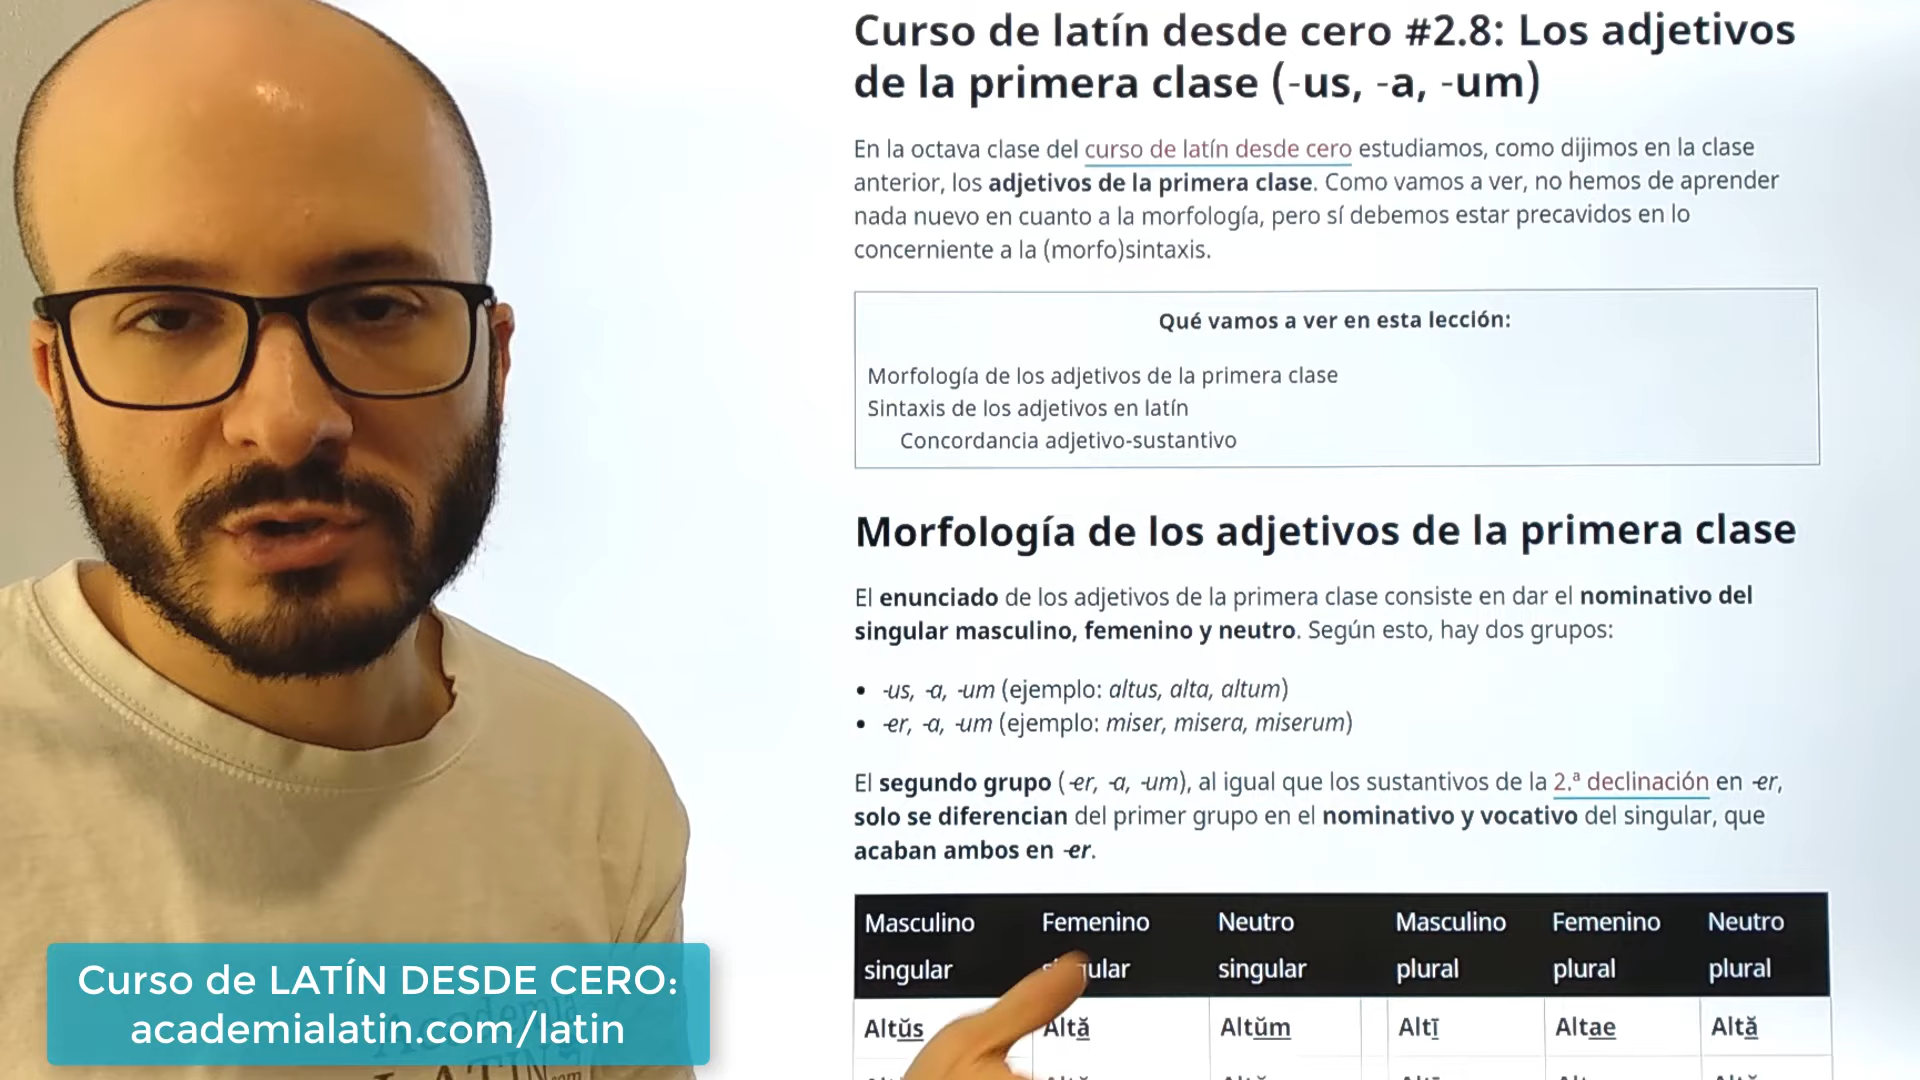 Curso de latín desde cero #2.8: Los adjetivos
de la primera clase (-us, -a, -um)
En la octava clase del curso de latín desde cero estudiamos, como dijimos en la clase
anterior, los adjetivos de la primera clase. Como vamos a ver, no hemos de aprender
nada nuevo en cuanto a la morfología, pero sí debemos estar precavidos en lo
concerniente a la (morfo)sintaxis.
Qué vamos a ver en esta lección:
Morfología de los adjetivos de la primera clase
Sintaxis de los adjetivos en latín
Concordancia adjetivo-sustantivo
Morfología de los adjetivos de la primera clase
El enunciado de los adjetivos de la primera clase consiste en dar el nominativo del
singular masculino, femenino y neutro. Según esto, hay dos grupos:
• -us, -a, -um (ejemplo: altus, alta, altum)
• -er, -a, -um (ejemplo: miser, misera, miserum)
El segundo grupo (-er, -a, -um), al igual que los sustantivos de la 2.ª declinación en -er,
solo se diferencian del primer grupo en el nominativo y vocativo del singular, que
acaban ambos en -er.
Masculino singular Femenino singular Neutro singular Masculino plural Femenino plural Neutro plural
Altŭs Altă Altŭm Altī Altae Altă
Curso de LATÍN DESDE CERO:
academialatin.com/latin
Academia
LATIN.com